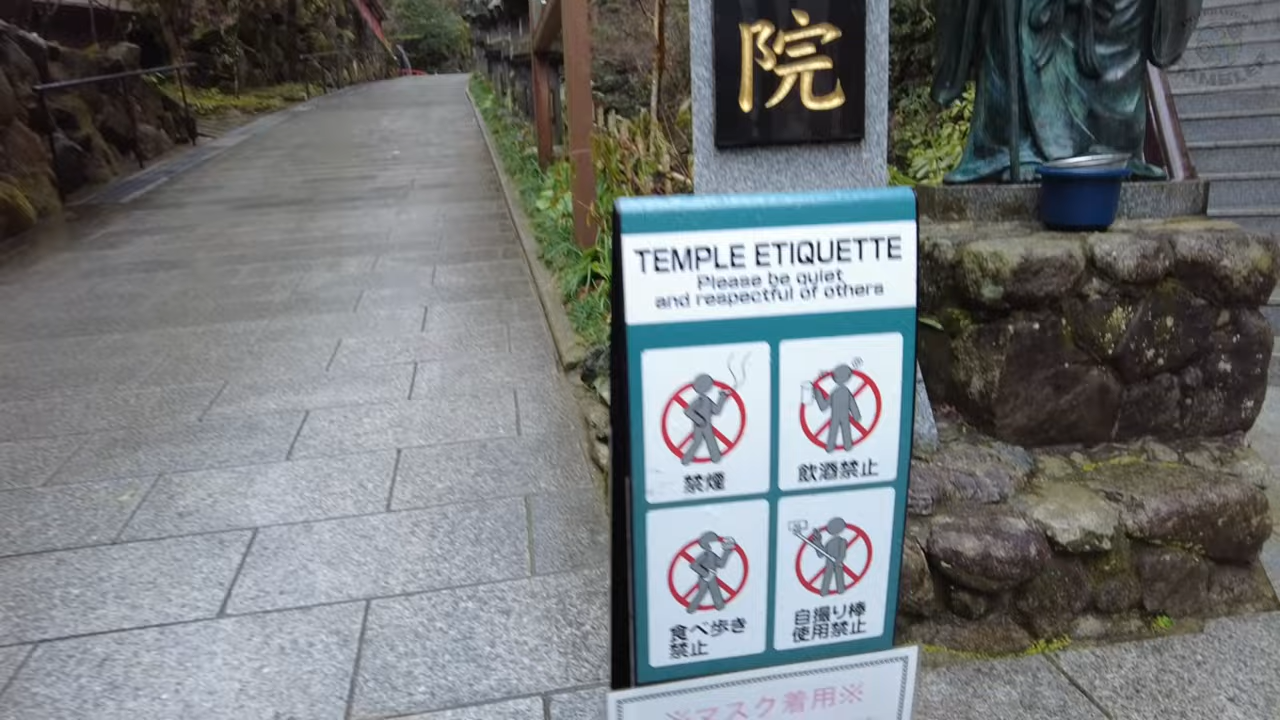 院
TEMPLE ETIQUETTE
Please be quiet
and respectful of others
禁煙
飲酒禁止
食べ歩き
禁止
自撮り棒
使用禁止
※マスク着用※